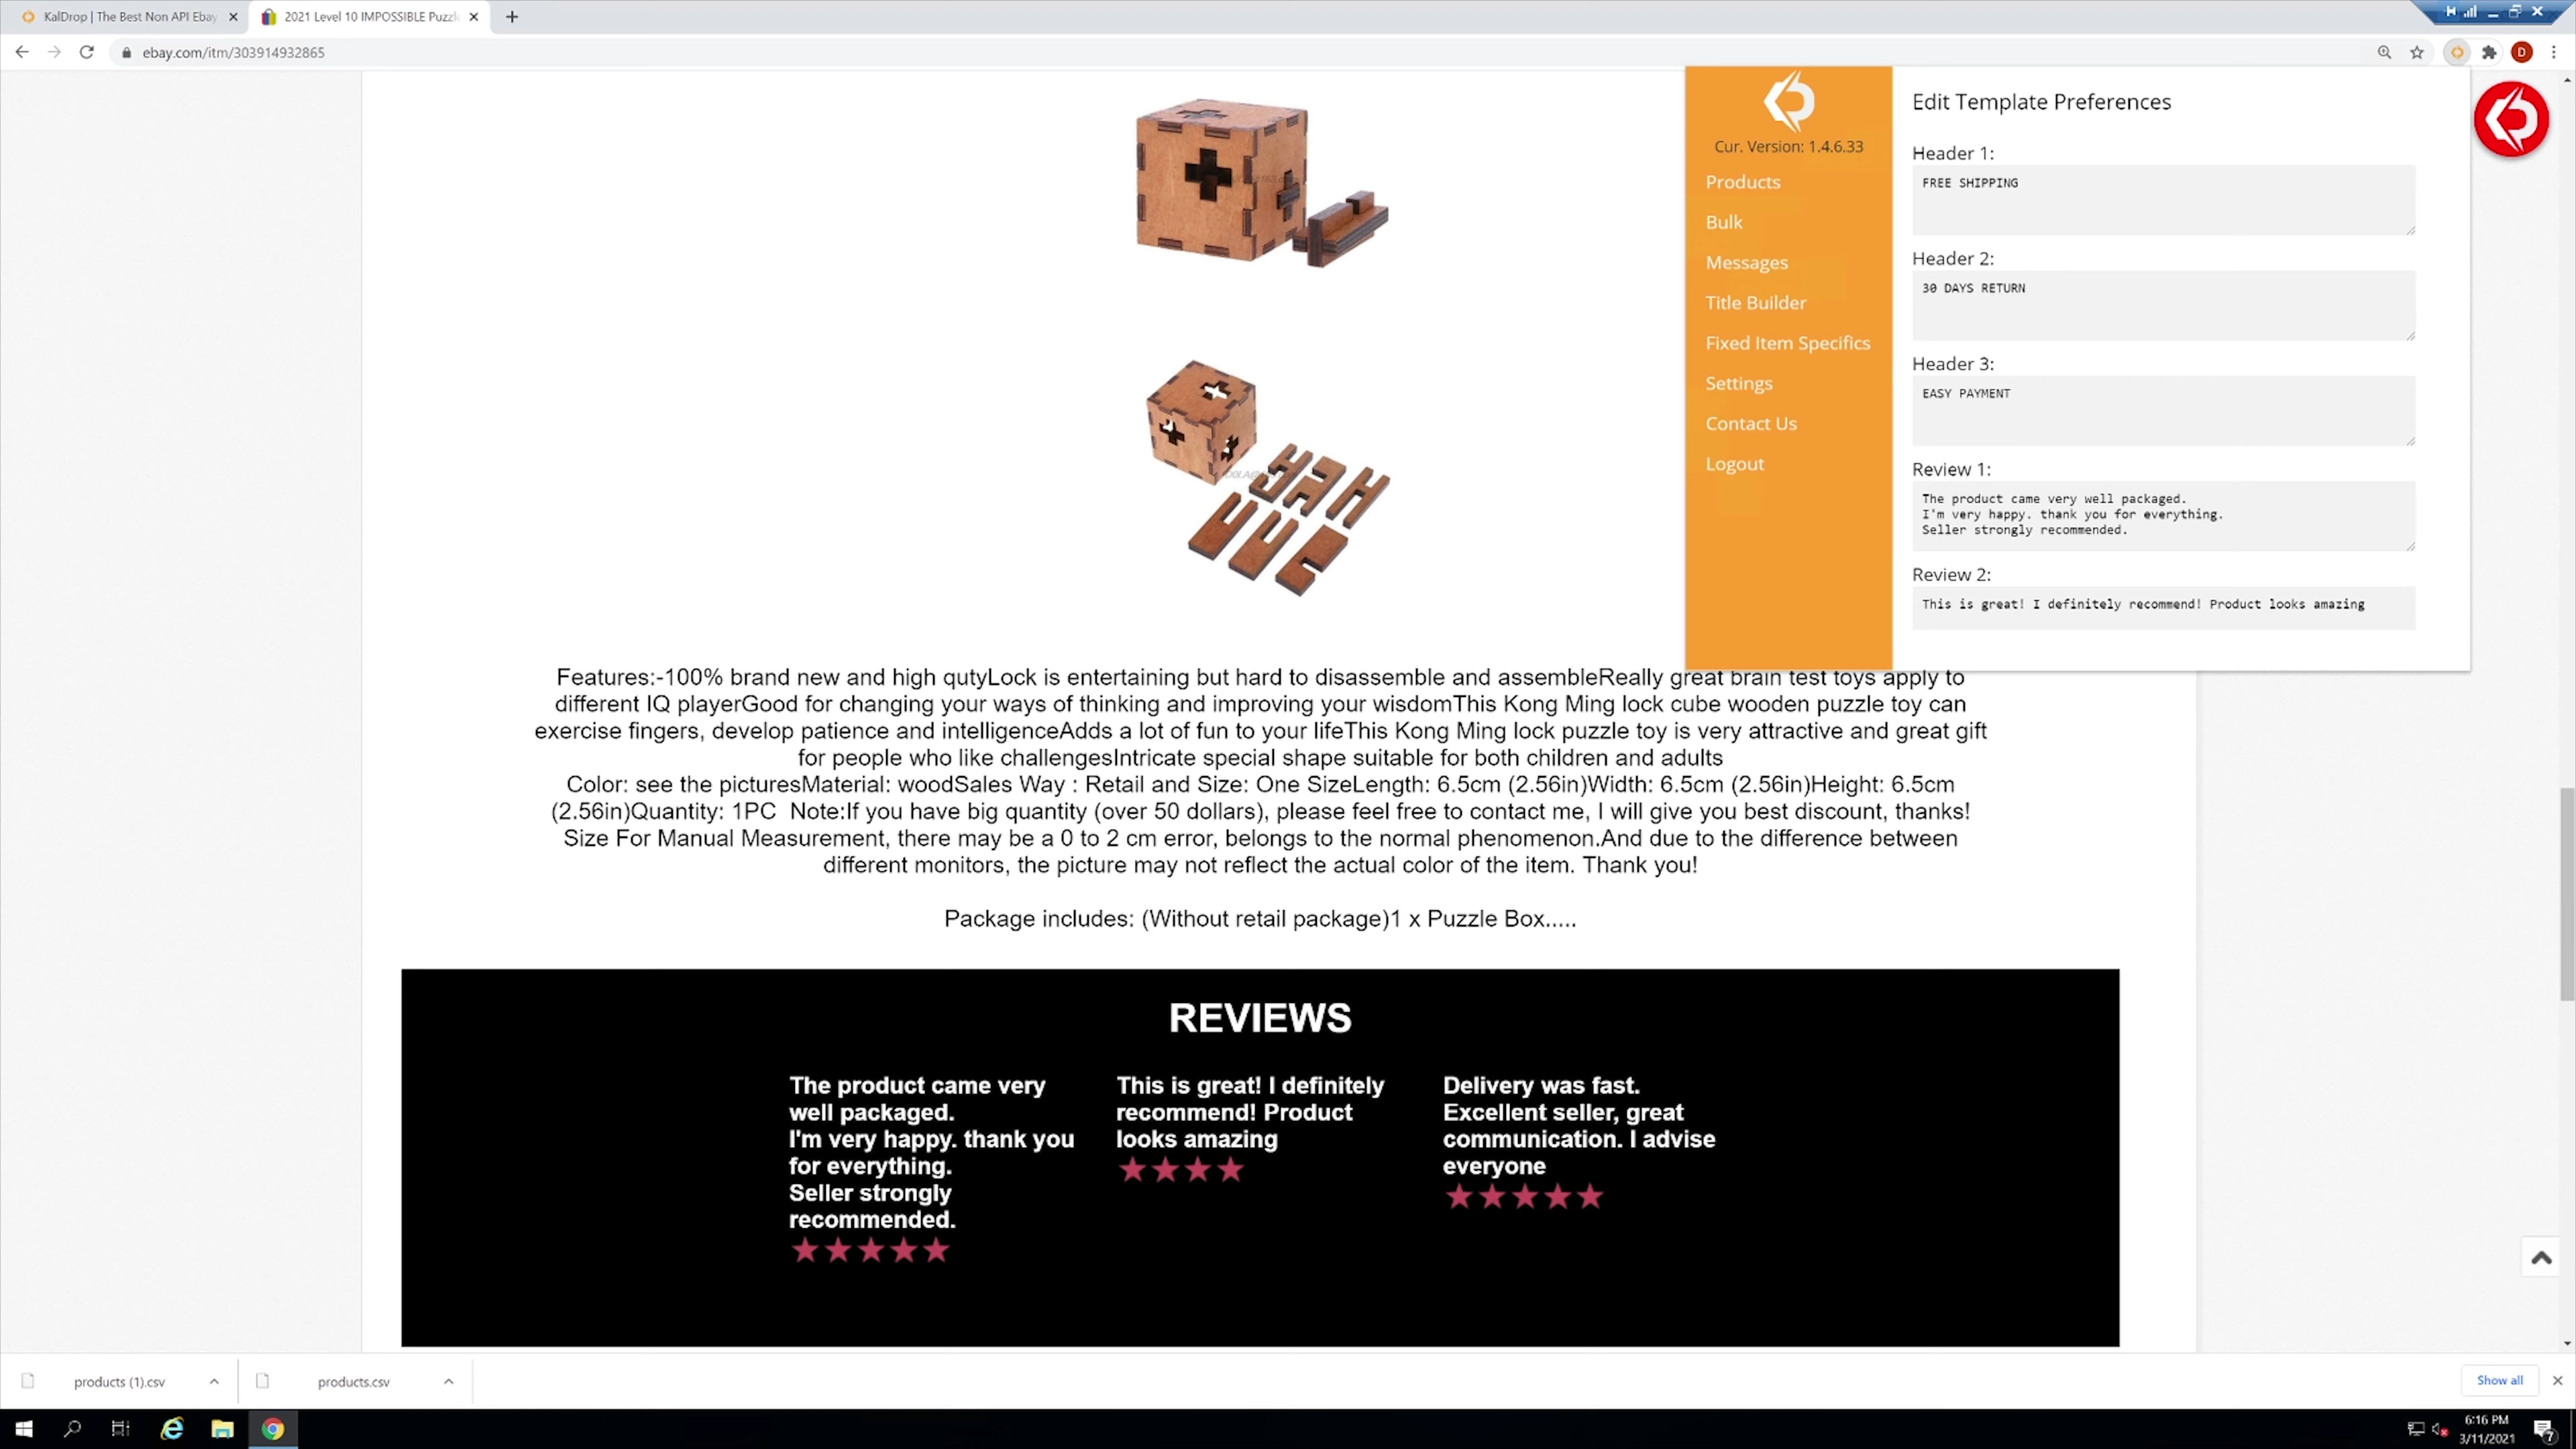 KalDrop | The Best Non API Ebay
2021 Level 10 IMPOSSIBLE Puzzle
ebay.com/itm/303914932865
D
Cur. Version: 1.4.6.33
Products
Bulk
Messages
Title Builder
Fixed Item Specifics
Settings
Contact Us
Logout
Edit Template Preferences
Header 1:
FREE SHIPPING
Header 2:
30 DAYS RETURN
Header 3:
EASY PAYMENT
Review 1:
The product came very well packaged.
I'm very happy. thank you for everything.
Seller strongly recommended.
Review 2:
This is great! I definitely recommend! Product looks amazing
Features:-100% brand new and high qutyLock is entertaining but hard to disassemble and assembleReally great brain test toys apply to
different IQ playerGood for changing your ways of thinking and improving your wisdomThis Kong Ming lock cube wooden puzzle toy can
exercise fingers, develop patience and intelligenceAdds a lot of fun to your lifeThis Kong Ming lock puzzle toy is very attractive and great gift
for people who like challengesIntricate special shape suitable for both children and adults
Color: see the picturesMaterial: woodSales Way : Retail and Size: One SizeLength: 6.5cm (2.56in)Width: 6.5cm (2.56in)Height: 6.5cm
(2.56in)Quantity: 1PC  Note:If you have big quantity (over 50 dollars), please feel free to contact me, I will give you best discount, thanks!
Size For Manual Measurement, there may be a 0 to 2 cm error, belongs to the normal phenomenon.And due to the difference between
different monitors, the picture may not reflect the actual color of the item. Thank you!
Package includes: (Without retail package)1 x Puzzle Box.....
REVIEWS
The product came very
well packaged.
I'm very happy. thank you
for everything.
Seller strongly
recommended.
This is great! I definitely
recommend! Product
looks amazing
Delivery was fast.
Excellent seller, great
communication. I advise
everyone
products (1).csv
products.csv
Show all
6:16 PM
3/11/2021
7